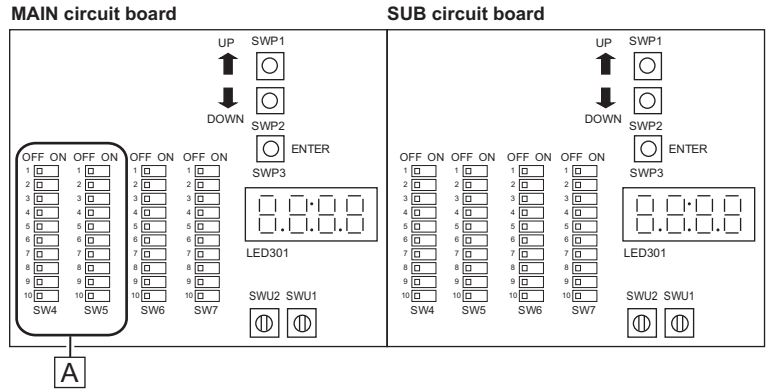 MAIN circuit board
UP SWP1
DOWN
SWP2
ENTER
SWP3
OFF ON OFF ON OFF ON OFF ON
1 1 1 1
2 2 2 2
3 3 3 3
4 4 4 4
5 5 5 5
6 6 6 6
7 7 7 7
8 8 8 8
9 9 9 9
10 10 10 10
SW4 SW5 SW6 SW7
LED301
SWU2 SWU1
A
SUB circuit board
UP SWP1
DOWN
SWP2
ENTER
SWP3
OFF ON OFF ON OFF ON OFF ON
1 1 1 1
2 2 2 2
3 3 3 3
4 4 4 4
5 5 5 5
6 6 6 6
7 7 7 7
8 8 8 8
9 9 9 9
10 10 10 10
SW4 SW5 SW6 SW7
LED301
SWU2 SWU1